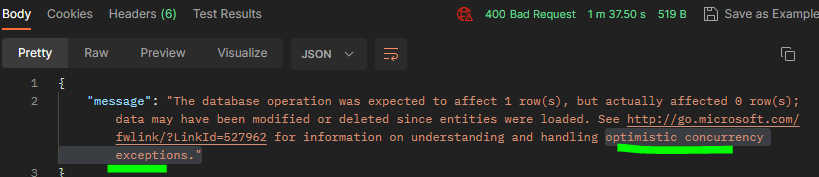 Body Cookies Headers (6) Test Results 400 Bad Request 1 m 37.50 s 519 B Save as Example
Pretty Raw Preview Visualize JSON
1 {
2 "message": "The database operation was expected to affect 1 row(s), but actually affected 0 row(s);
data may have been modified or deleted since entities were loaded. See http://go.microsoft.com/
fwlink/?LinkId=527962 for information on understanding and handling optimistic concurrency
exceptions."
3 }